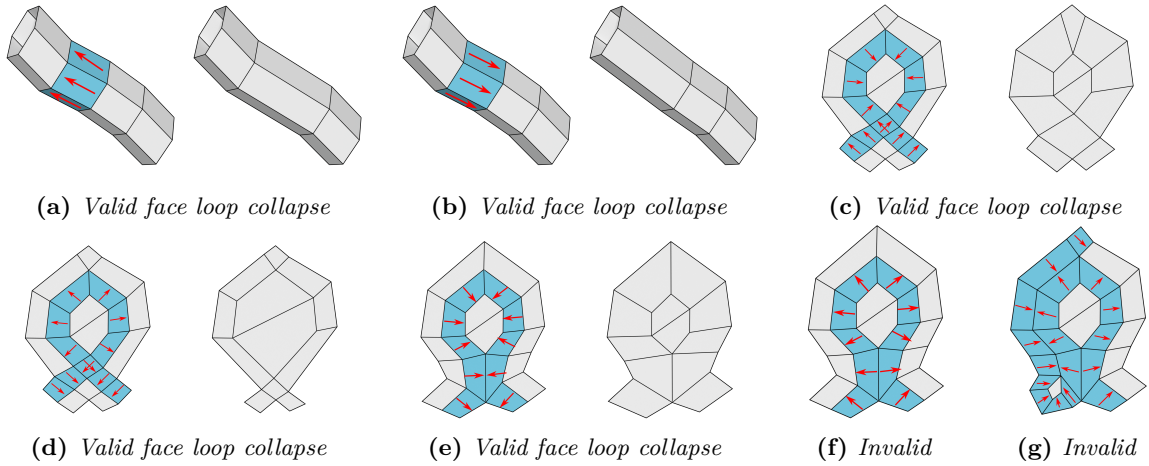 (a) Valid face loop collapse
(b) Valid face loop collapse
(c) Valid face loop collapse
(d) Valid face loop collapse
(e) Valid face loop collapse
(f) Invalid
(g) Invalid